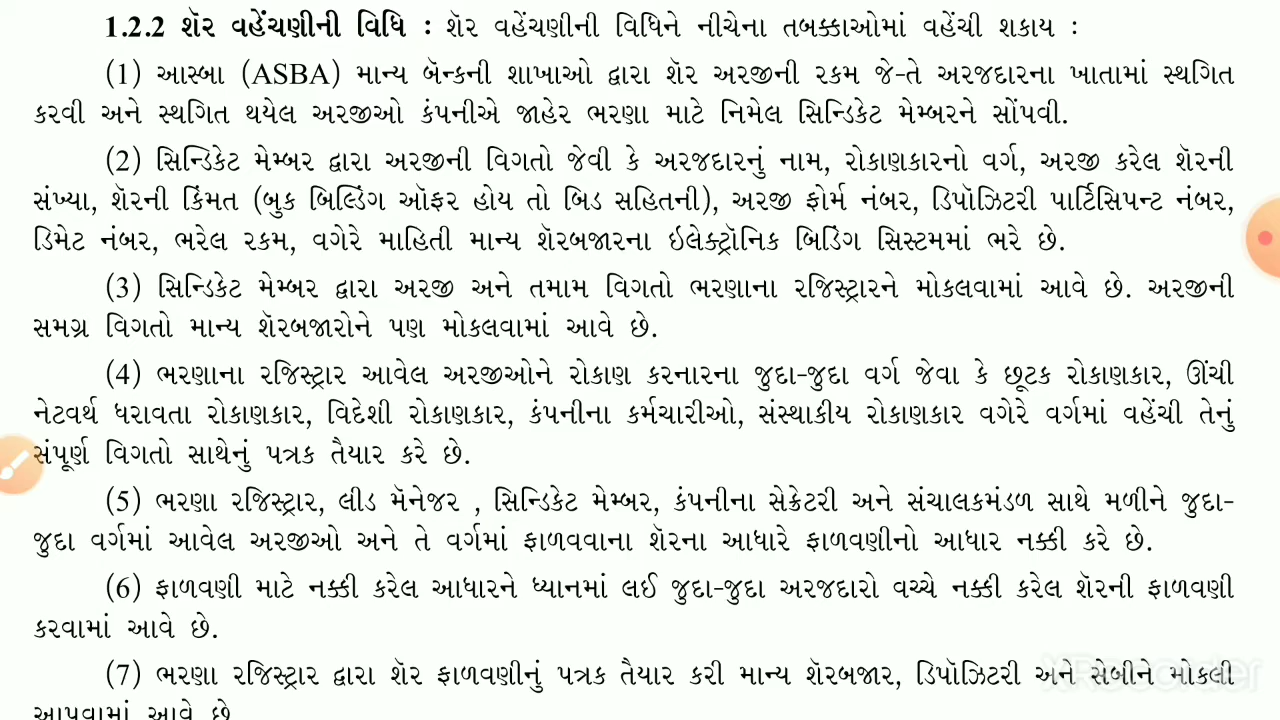 1.2.2 શૅર વહેંચણીની વિધિ : શૅર વહેંચણીની વિધિને નીચેના તબક્કાઓમાં વહેંચી શકાય :
(1) આસ્બા (ASBA) માન્ય બૅન્કની શાખાઓ દ્વારા શૅર અરજીની રકમ જે-તે અરજદારના ખાતામાં સ્થગિત
કરવી અને સ્થગિત થયેલ અરજીઓ કંપનીએ જાહેર ભરણા માટે નિમેલ સિન્ડિકેટ મેમ્બરને સોંપવી.
(2) સિન્ડિકેટ મેમ્બર દ્વારા અરજીની વિગતો જેવી કે અરજદારનું નામ, રોકાણકારનો વર્ગ, અરજી કરેલ શૅરની
સંખ્યા, શૅરની કિંમત (બુક બિલ્ડિંગ ઑફર હોય તો બિડ સહિતની), અરજી ફોર્મ નંબર, ડિપૉઝિટરી પાર્ટિસિપન્ટ નંબર,
ડિમેટ નંબર, ભરેલ રકમ, વગેરે માહિતી માન્ય શૅરબજારના ઇલેક્ટ્રૉનિક બિડિંગ સિસ્ટમમાં ભરે છે.
(3) સિન્ડિકેટ મેમ્બર દ્વારા અરજી અને તમામ વિગતો ભરણાના રજિસ્ટ્રારને મોકલવામાં આવે છે. અરજીની
સમગ્ર વિગતો માન્ય શૅરબજારોને પણ મોકલવામાં આવે છે.
(4) ભરણાના રજિસ્ટ્રાર આવેલ અરજીઓને રોકાણ કરનારના જુદા-જુદા વર્ગ જેવા કે છૂટક રોકાણકાર, ઊંચી
નેટવર્થ ધરાવતા રોકાણકાર, વિદેશી રોકાણકાર, કંપનીના કર્મચારીઓ, સંસ્થાકીય રોકાણકાર વગેરે વર્ગમાં વહેંચી તેનું
સંપૂર્ણ વિગતો સાથેનું પત્રક તૈયાર કરે છે.
(5) ભરણા રજિસ્ટ્રાર, લીડ મૅનેજર , સિન્ડિકેટ મેમ્બર, કંપનીના સેક્રેટરી અને સંચાલકમંડળ સાથે મળીને જુદા-
જુદા વર્ગમાં આવેલ અરજીઓ અને તે વર્ગમાં ફાળવવાના શૅરના આધારે ફાળવણીનો આધાર નક્કી કરે છે.
(6) ફાળવણી માટે નક્કી કરેલ આધારને ધ્યાનમાં લઈ જુદા-જુદા અરજદારો વચ્ચે નક્કી કરેલ શૅરની ફાળવણી
કરવામાં આવે છે.
(7) ભરણા રજિસ્ટ્રાર દ્વારા શૅર ફાળવણીનું પત્રક તૈયાર કરી માન્ય શૅરબજાર, ડિપૉઝિટરી અને સેબીને મોકલી
આપવામાં આવે છે
XRecorder